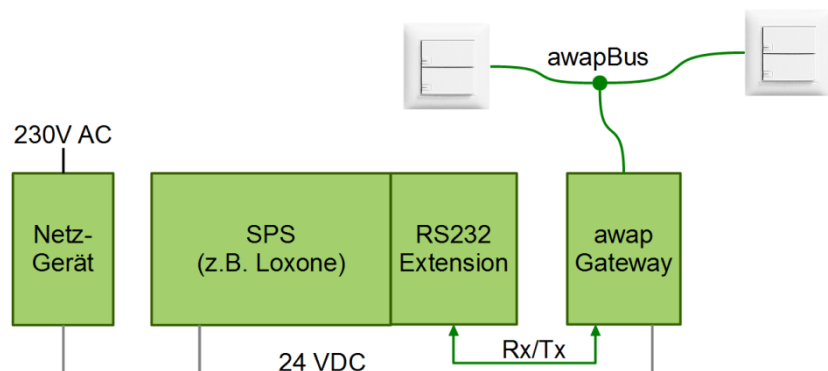 awapBus
230V AC
Netz-
Gerät
SPS
(z.B. Loxone)
RS232
Extension
awap
Gateway
Rx/Tx
24 VDC